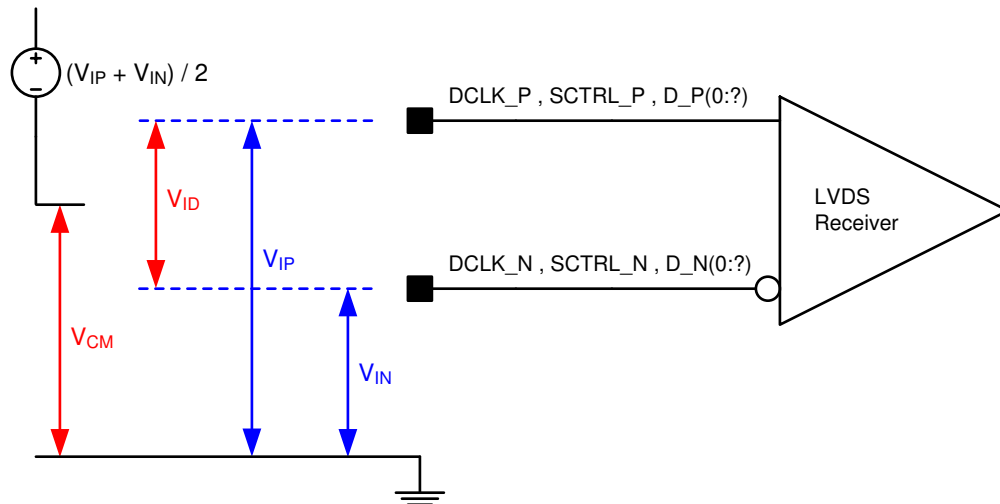 +
−
(VIP + VIN) / 2
DCLK_P , SCTRL_P , D_P(0:?)
VID
LVDS
Receiver
VIP
DCLK_N , SCTRL_N , D_N(0:?)
VCM
VIN